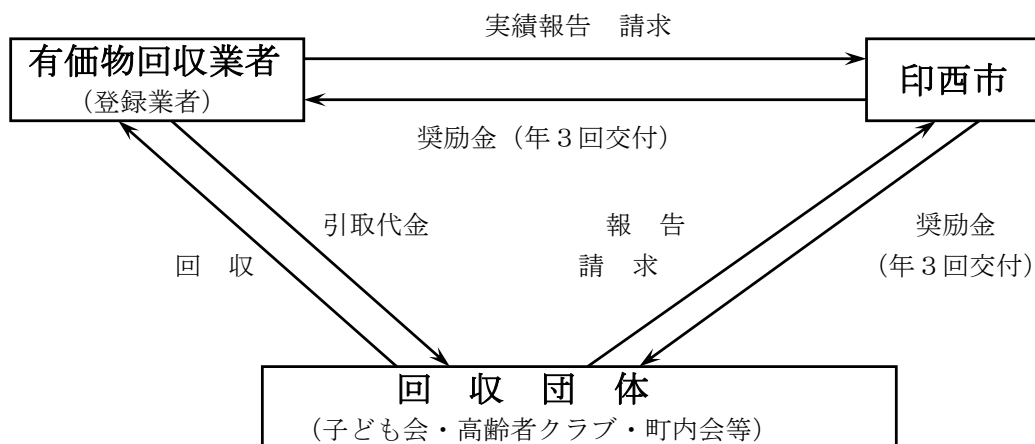 実績報告　請求
有価物回収業者
（登録業者）
印西市
奨励金（年３回交付）
引取代金
回　収
報　告
請　求
奨励金
（年３回交付）
回　収　団　体
（子ども会・高齢者クラブ・町内会等）